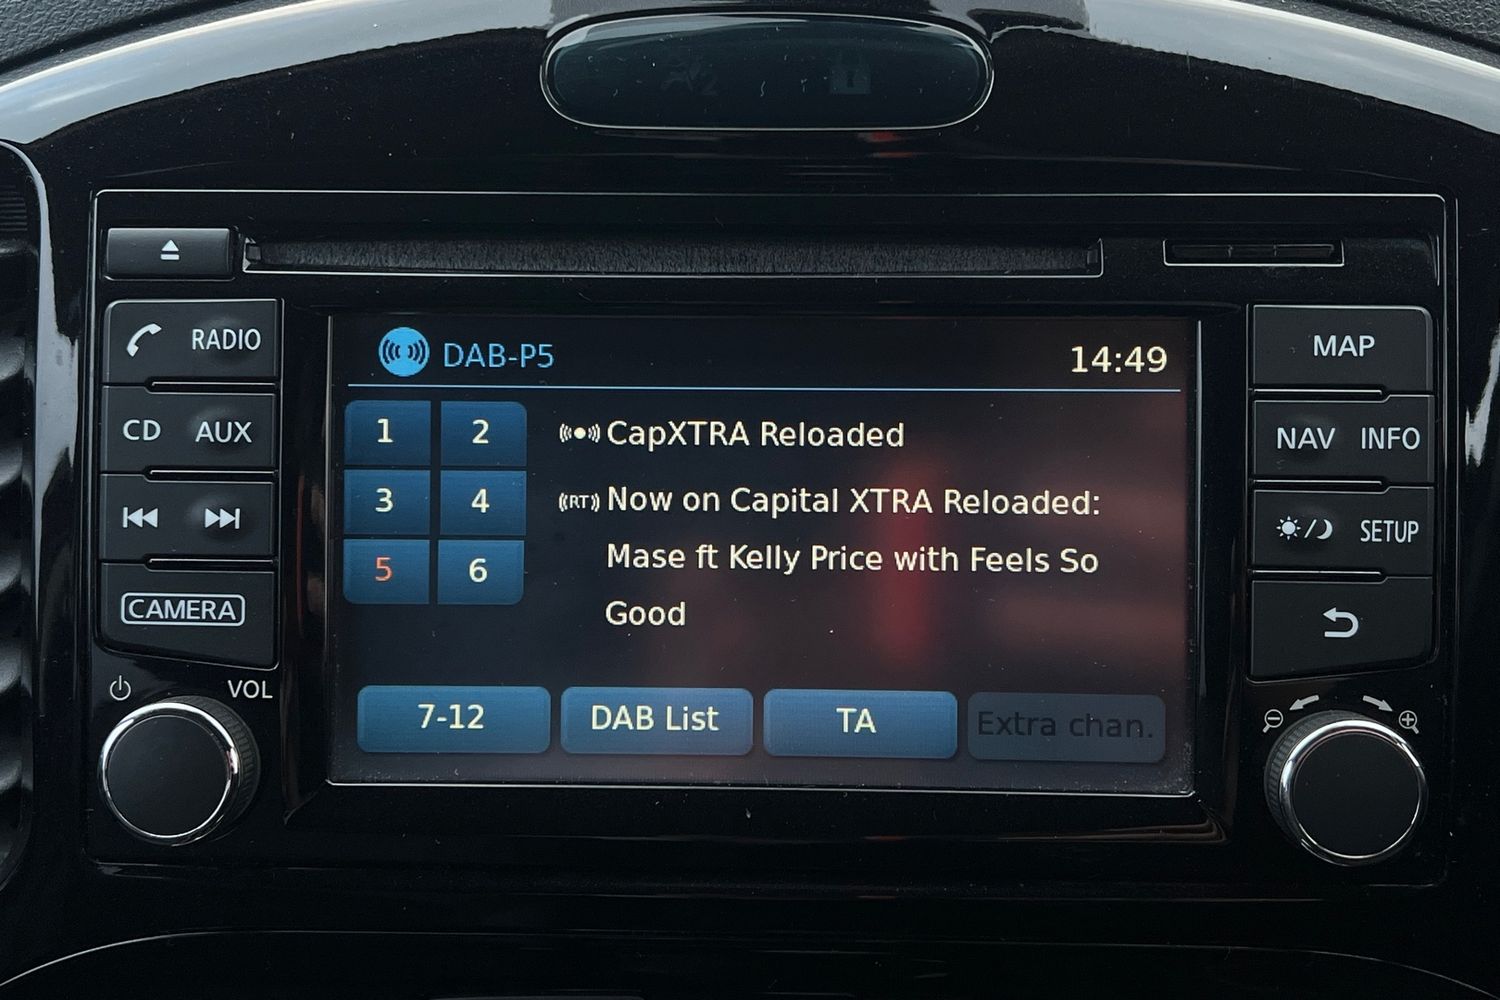 RADIO
CD AUX
CAMERA
VOL
DAB-P5 14:49
1 2
3 4
5 6
CapXTRA Reloaded
RT Now on Capital XTRA Reloaded:
Mase ft Kelly Price with Feels So
Good
7-12 DAB List TA Extra chan.
MAP
NAV INFO
SETUP